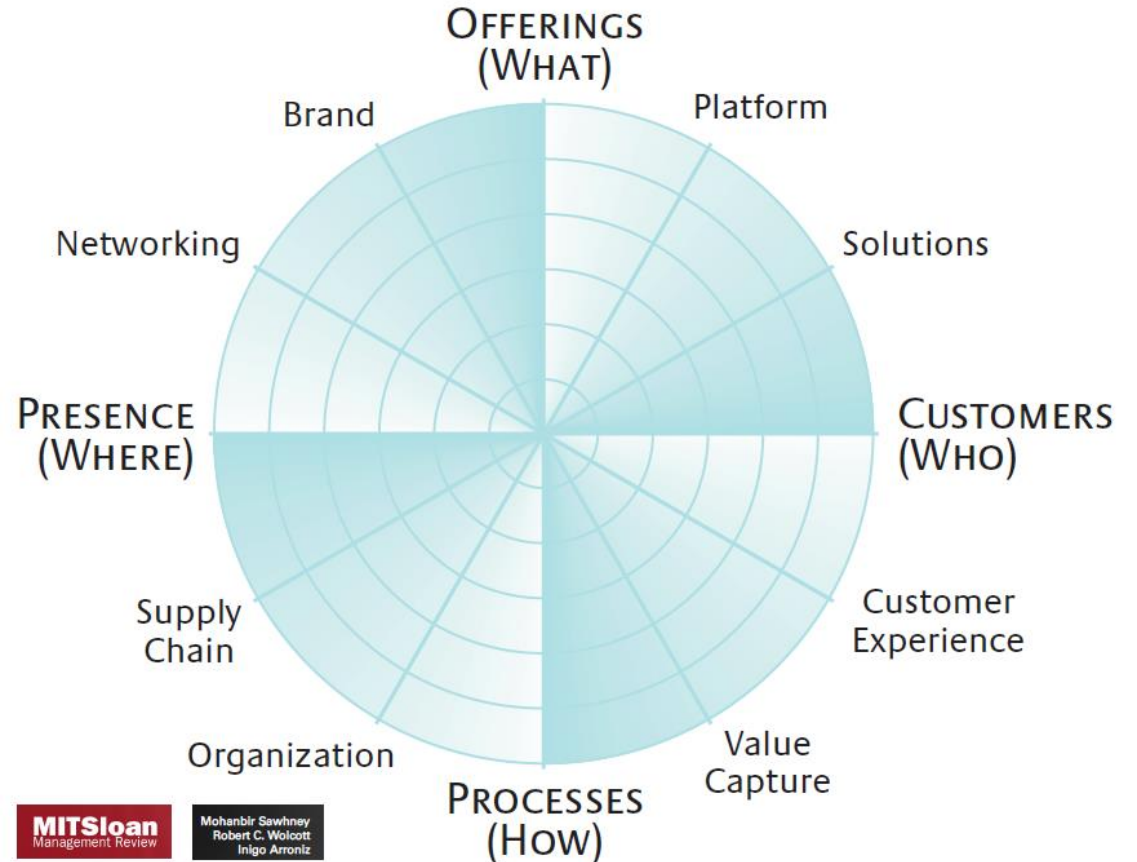 OFFERINGS
(WHAT)
Brand
Platform
Networking
Solutions
PRESENCE
(WHERE)
CUSTOMERS
(WHO)
Supply
Chain
Customer
Experience
Organization
Value
Capture
PROCESSES
(HOW)
MITSloan
Management Review
Mohanbir Sawhney
Robert C. Wolcott
Inigo Arroniz